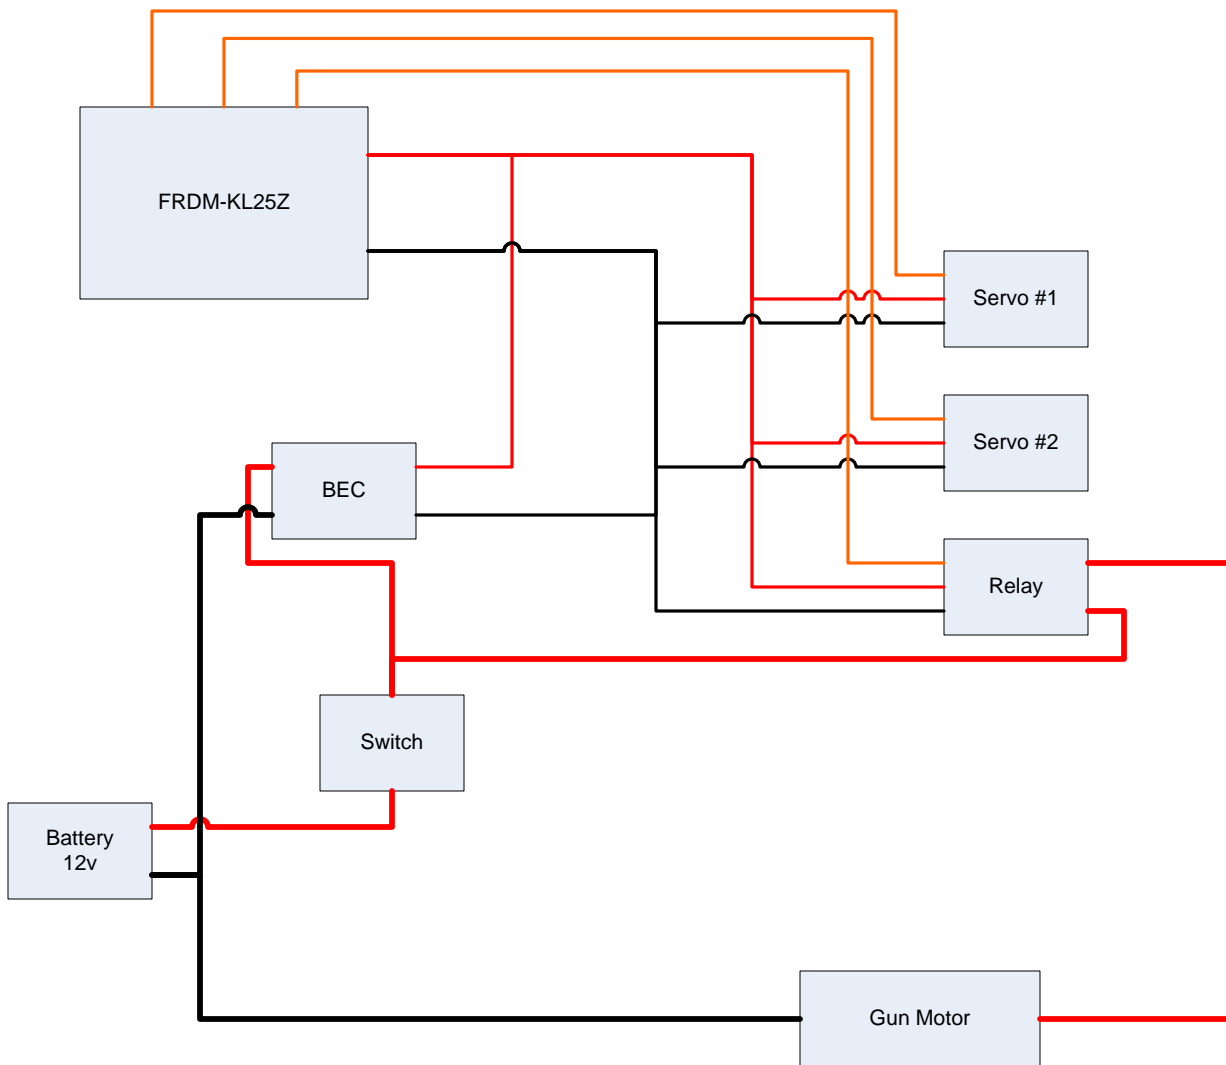 FRDM-KL25Z
Servo #1
Servo #2
BEC
Relay
Switch
Battery
12v
Gun Motor